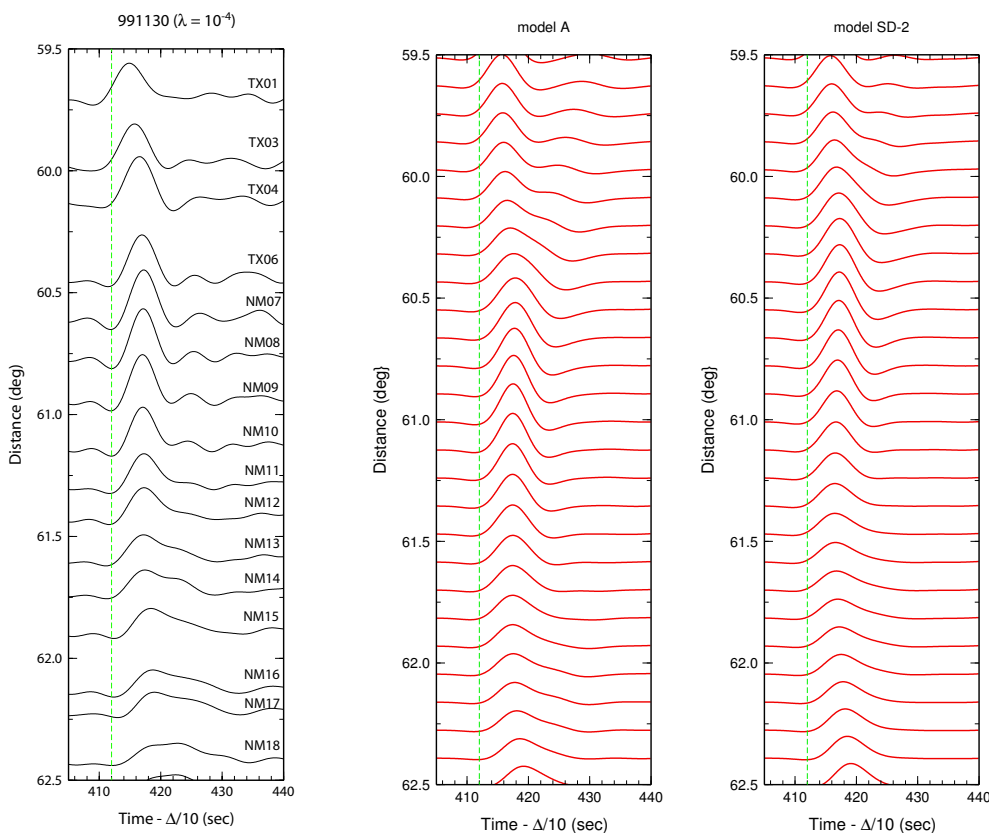 991130 (λ = 10⁻⁴)
59.5
60.0
60.5
61.0
61.5
62.0
62.5
Distance (deg)
TX01
TX03
TX04
TX06
NM07
NM08
NM09
NM10
NM11
NM12
NM13
NM14
NM15
NM16
NM17
NM18
410 420 430 440
Time - Δ/10 (sec)
model A
59.5
60.0
60.5
61.0
61.5
62.0
62.5
Distance (deg}
410 420 430 440
Time - Δ/10 (sec)
model SD-2
59.5
60.0
60.5
61.0
61.5
62.0
62.5
Distance (deg}
410 420 430 440
Time - Δ/10 (sec)